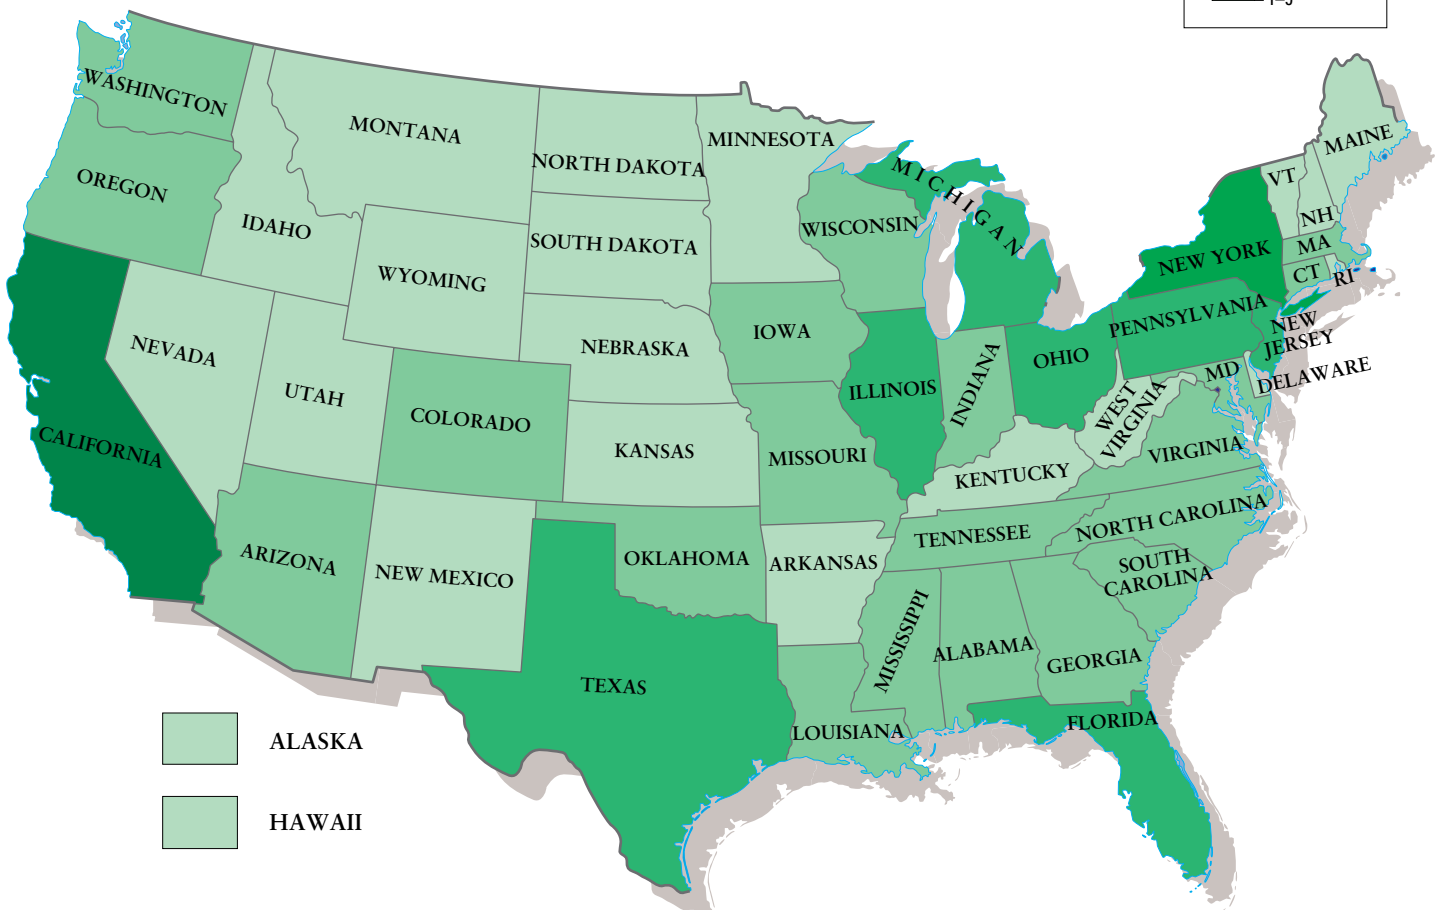 WASHINGTON
MONTANA
NORTH DAKOTA
MINNESOTA
MAINE
VT
NH
MICHIGAN
OREGON
IDAHO
WYOMING
SOUTH DAKOTA
WISCONSIN
NEW YORK
MA
CT
RI
PENNSYLVANIA
NEW
JERSEY
DELAWARE
MD
NEVADA
UTAH
COLORADO
NEBRASKA
IOWA
ILLINOIS
INDIANA
OHIO
WEST
VIRGINIA
VIRGINIA
CALIFORNIA
KANSAS
MISSOURI
KENTUCKY
ARIZONA
NEW MEXICO
OKLAHOMA
ARKANSAS
TENNESSEE
NORTH CAROLINA
SOUTH
CAROLINA
TEXAS
LOUISIANA
MISSISSIPPI
ALABAMA
GEORGIA
FLORIDA
ALASKA
HAWAII